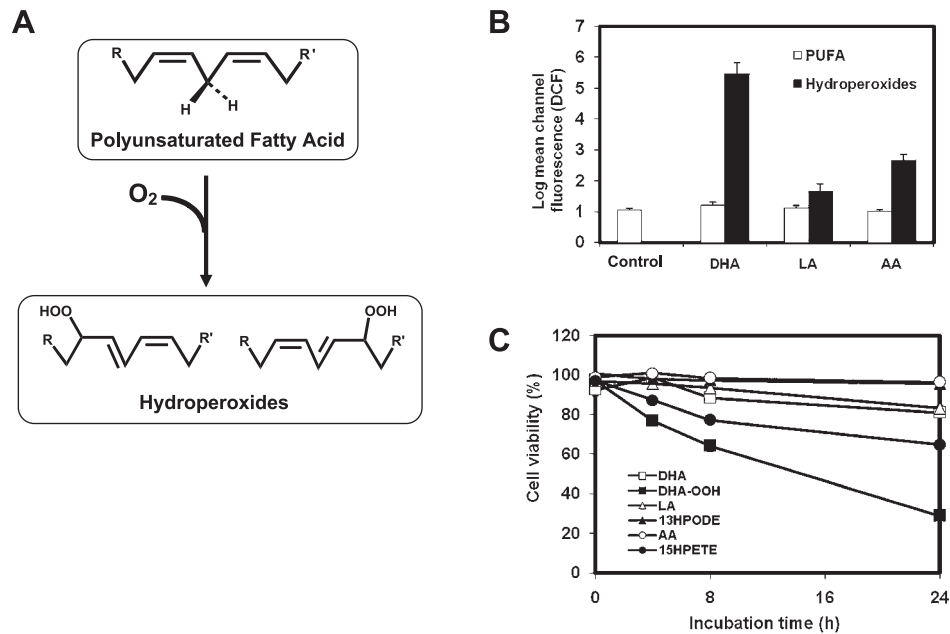 A
R R'
H H
Polyunsaturated Fatty Acid
O2
HOO OOH
R R' R R'
Hydroperoxides
B
Log mean channel
fluorescence (DCF)
7
6
5
4
3
2
1
0
PUFA
Hydroperoxides
Control DHA LA AA
C
Cell viability (%)
120
100
80
60
40
20
0
DHA
DHA-OOH
LA
13HPODE
AA
15HPETE
0 8 16 24
Incubation time (h)